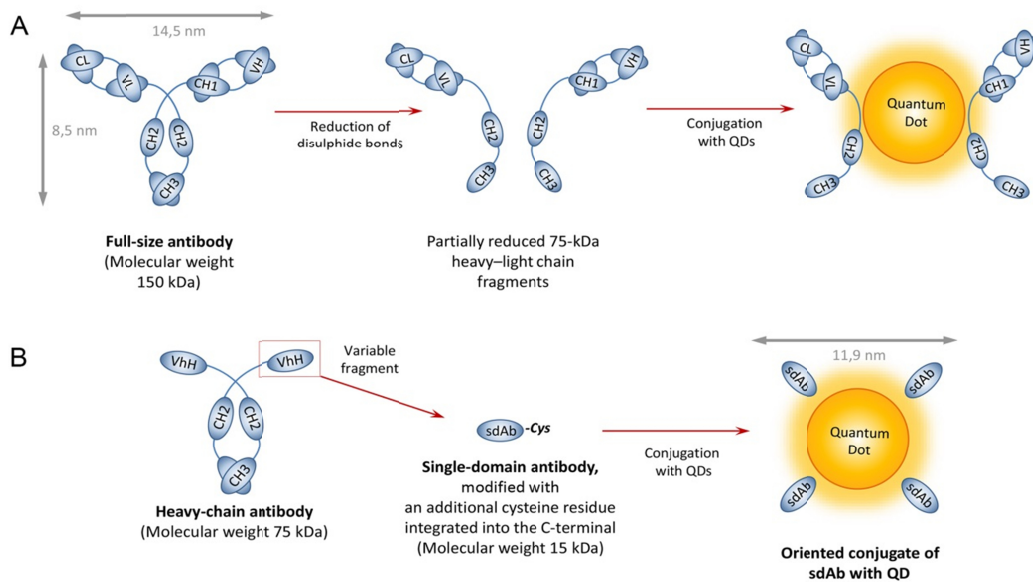 A
14,5 nm
8,5 nm
CL
VL
CH1
VH
CH2
CH2
CH3
Reduction of
disulphide bonds
CL
VL
CH1
VH
CH2
CH2
CH3
CH3
Conjugation
with QDs
CL
VL
CH2
CH3
Quantum
Dot
VH
CH1
CH2
CH3
Full-size antibody
(Molecular weight
150 kDa)
Partially reduced 75-kDa
heavy–light chain
fragments
B
VhH
VhH
CH2
CH2
CH3
Variable
fragment
Heavy-chain antibody
(Molecular weight 75 kDa)
sdAb
-Cys
Single-domain antibody,
modified with
an additional cysteine residue
integrated into the C-terminal
(Molecular weight 15 kDa)
Conjugation
with QDs
11,9 nm
sdAb
sdAb
Quantum
Dot
sdAb
sdAb
Oriented conjugate of
sdAb with QD